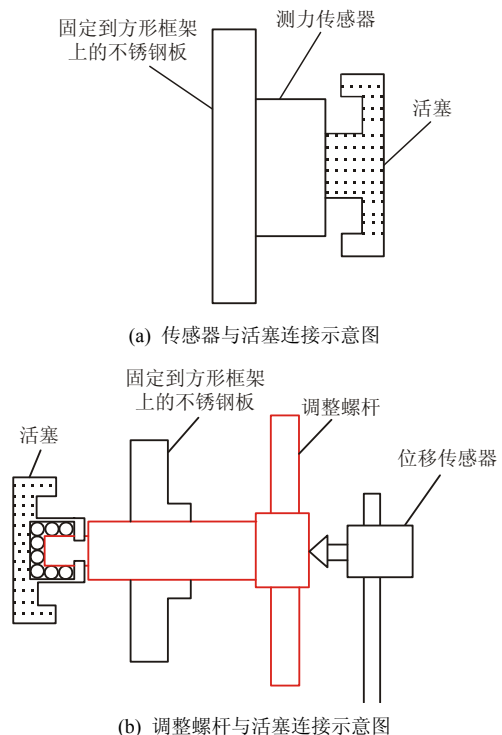 固定到方形框架
上的不锈钢板
测力传感器
活塞
(a) 传感器与活塞连接示意图
固定到方形框架
上的不锈钢板
调整螺杆
活塞
位移传感器
(b) 调整螺杆与活塞连接示意图